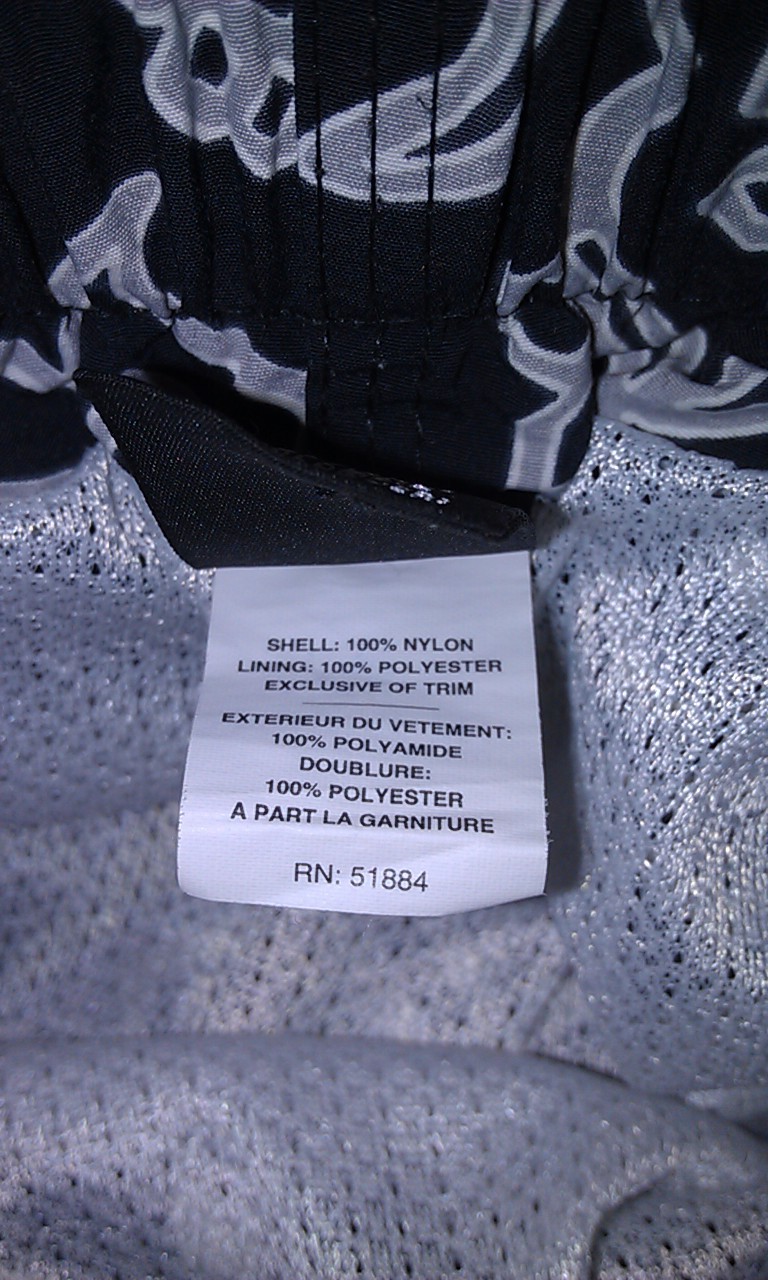 SHELL: 100% NYLON
LINING: 100% POLYESTER
EXCLUSIVE OF TRIM
EXTERIEUR DU VETEMENT:
100% POLYAMIDE
DOUBLURE:
100% POLYESTER
A PART LA GARNITURE
RN: 51884